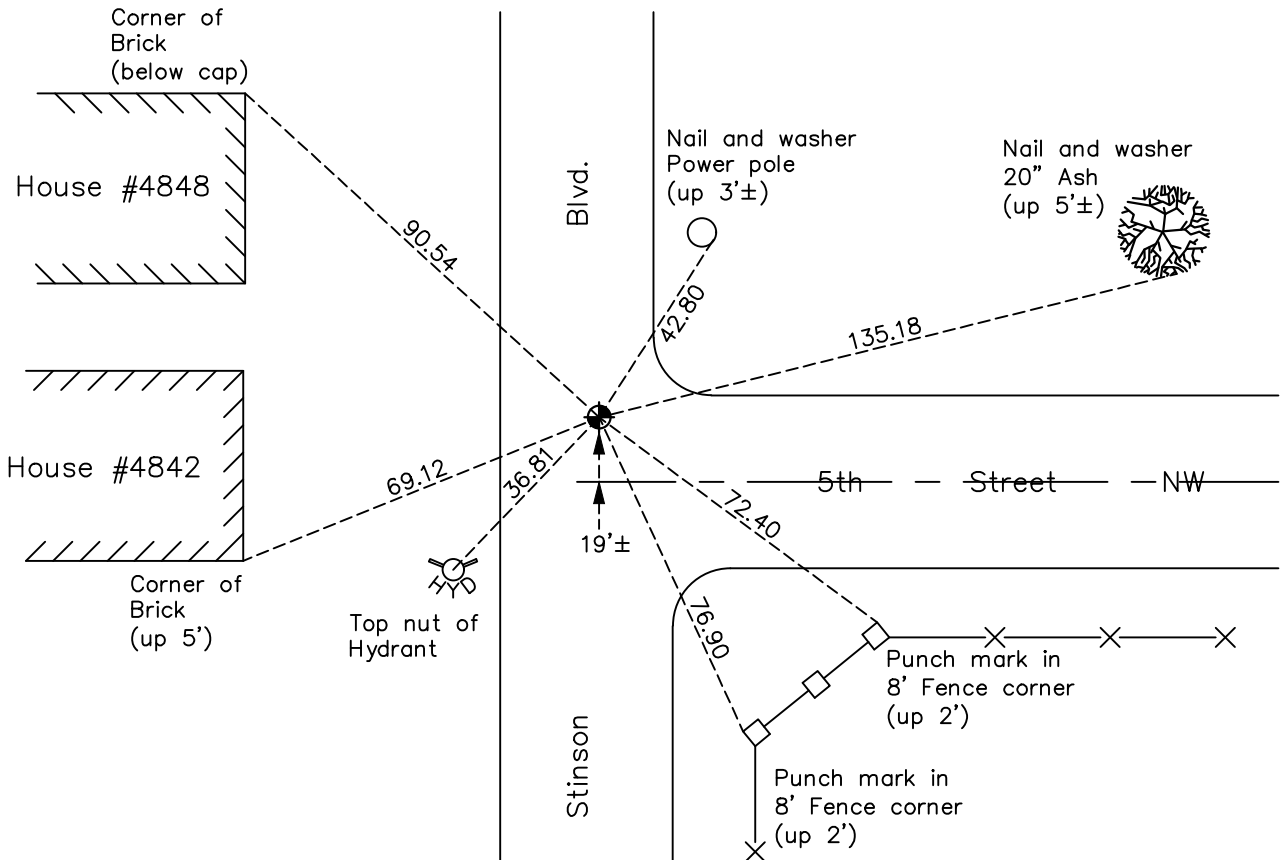 Corner of
Brick
(below cap)
House #4848
Nail and washer
Power pole
(up 3'±)
Nail and washer
20" Ash
(up 5'±)
Blvd.
90.54
42.80
135.18
House #4842
69.12
36.81
72.40
5th Street NW
19'±
HYD
76.90
Corner of
Brick
(up 5')
Top nut of
Hydrant
Punch mark in
8' Fence corner
(up 2')
Stinson
Punch mark in
8' Fence corner
(up 2')